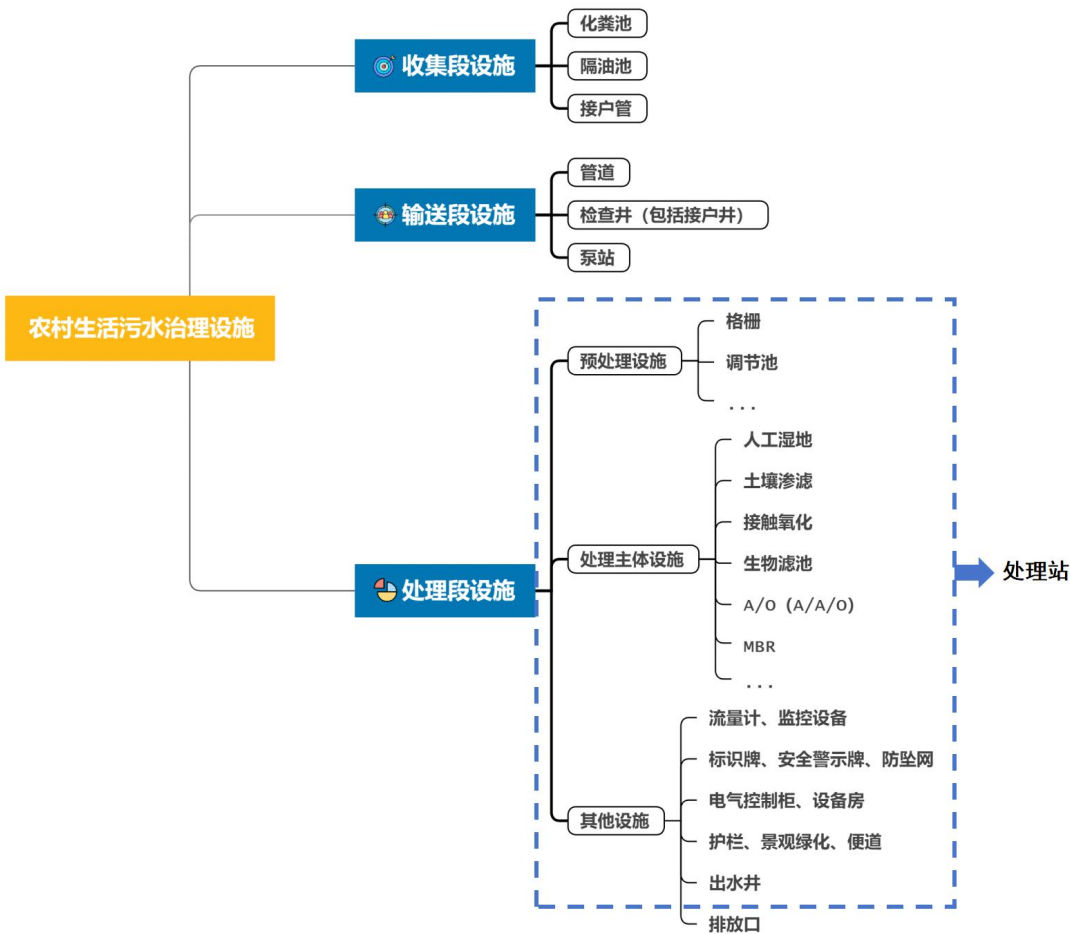 农村生活污水治理设施
收集段设施
化粪池
隔油池
接户管
输送段设施
管道
检查井（包括接户井）
泵站
处理段设施
预处理设施
格栅
调节池
...
处理主体设施
人工湿地
土壤渗滤
接触氧化
生物滤池
A/O（A/A/O）
MBR
...
其他设施
流量计、监控设备
标识牌、安全警示牌、防坠网
电气控制柜、设备房
护栏、景观绿化、便道
出水井
排放口
处理站